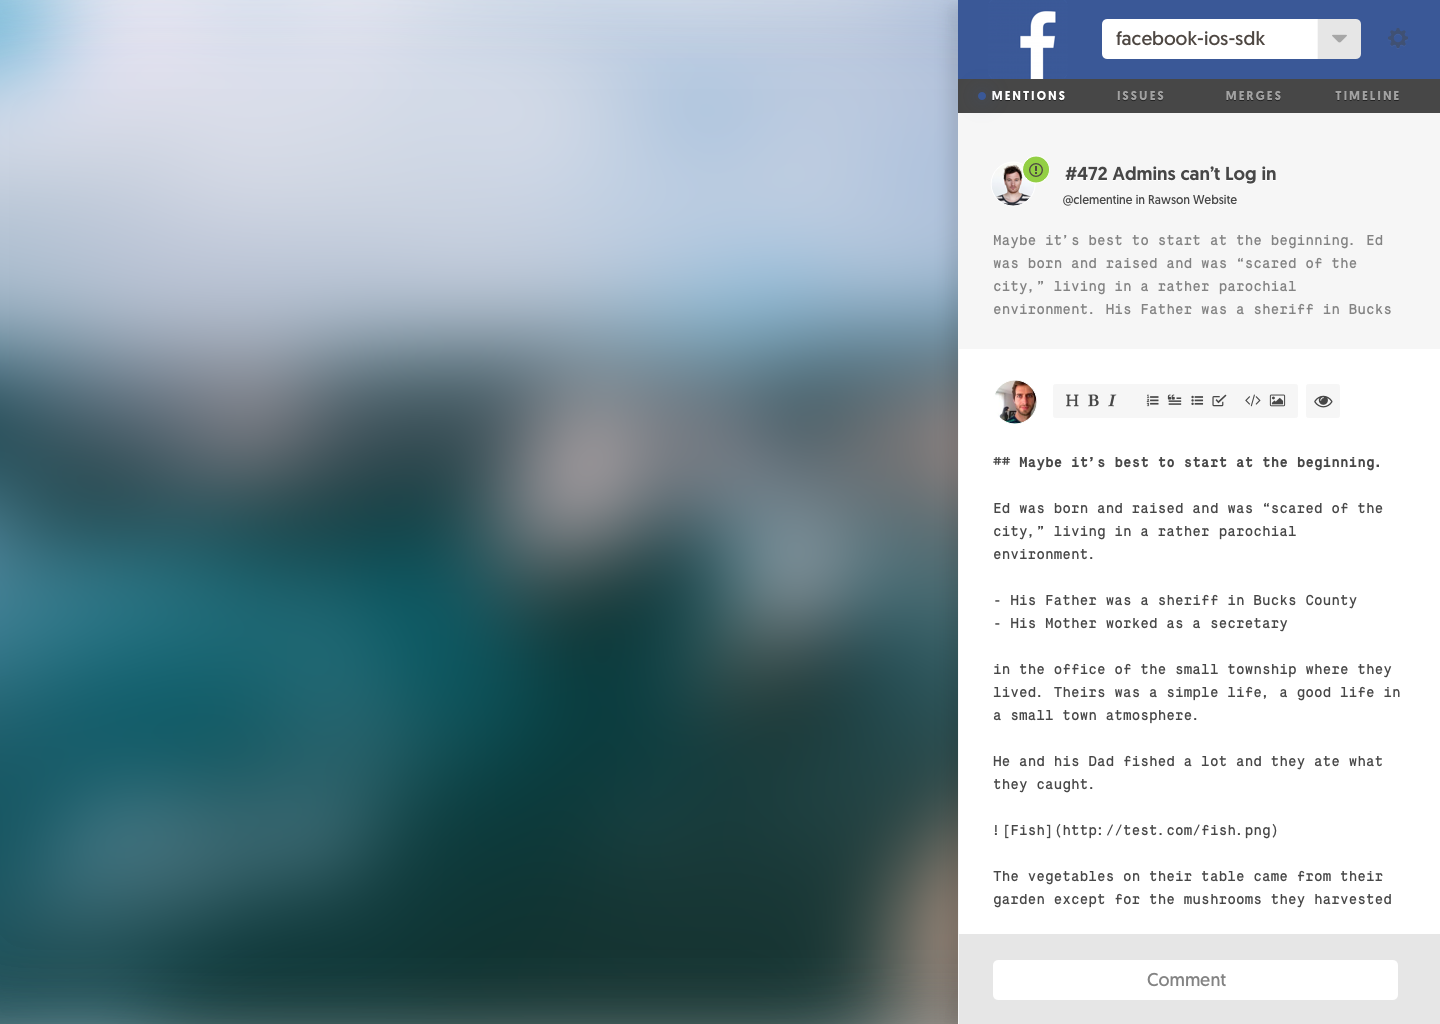 f
facebook-ios-sdk
MENTIONS ISSUES MERGES TIMELINE
#472 Admins can’t Log in
@clementine in Rawson Website
Maybe it’s best to start at the beginning. Ed
was born and raised and was “scared of the
city,” living in a rather parochial
environment. His Father was a sheriff in Bucks
H B I
## Maybe it’s best to start at the beginning.
Ed was born and raised and was “scared of the
city,” living in a rather parochial
environment.
- His Father was a sheriff in Bucks County
- His Mother worked as a secretary
in the office of the small township where they
lived. Theirs was a simple life, a good life in
a small town atmosphere.
He and his Dad fished a lot and they ate what
they caught.
![Fish](http://test.com/fish.png)
The vegetables on their table came from their
garden except for the mushrooms they harvested
Comment